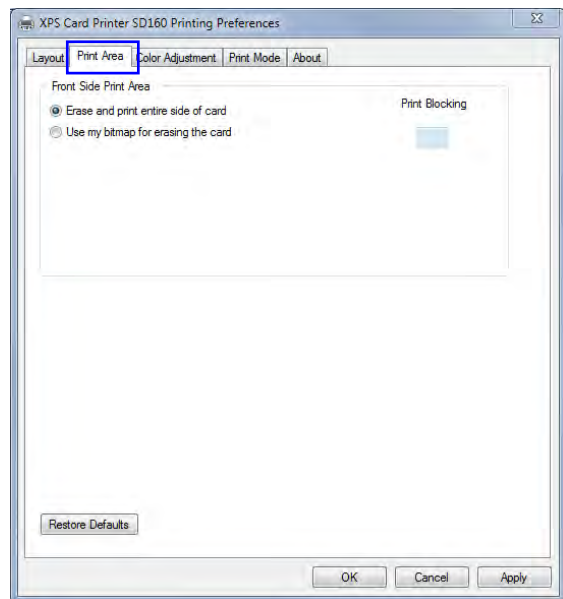 XPS Card Printer SD160 Printing Preferences
Layout Print Area Color Adjustment Print Mode About
Front Side Print Area
Erase and print entire side of card
Print Blocking
Use my bitmap for erasing the card
Restore Defaults
OK Cancel Apply